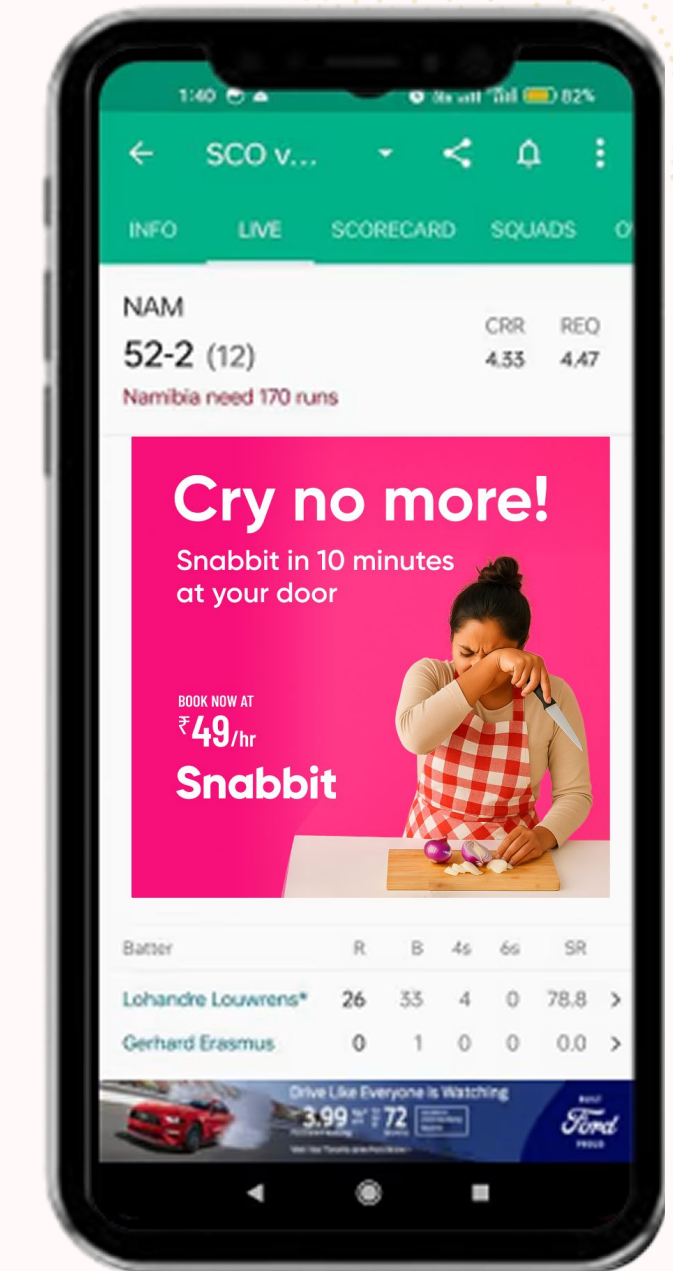 1:40 82%
SCO v...
INFO LIVE SCORECARD SQUADS
NAM
CRR REQ
52-2 (12) 4.33 4.47
Namibia need 170 runs
Cry no more!
Snabbit in 10 minutes
at your door
BOOK NOW AT
₹49/hr
Snabbit
Batter R B 4s 6s SR
Lohandre Louwrens* 26 33 4 0 78.8
Gerhard Erasmus 0 1 0 0 0.0
Drive Like Everyone Is Watching
3.99 72
BUILT
Ford
PROUD